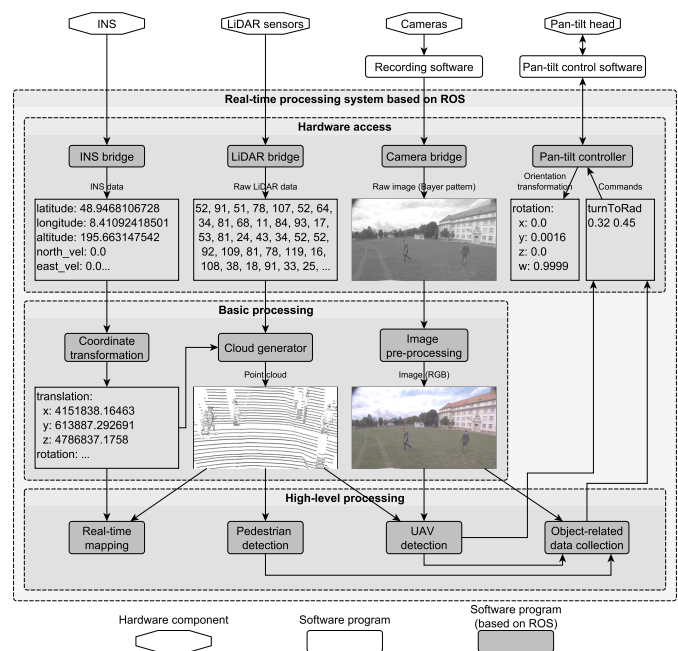 INS
LiDAR sensors
Cameras
Pan-tilt head
Recording software
Pan-tilt control software
Real-time processing system based on ROS
Hardware access
INS bridge
LiDAR bridge
Camera bridge
Pan-tilt controller
INS data
Raw LiDAR data
Raw image (Bayer pattern)
Orientation
transformation
Commands
latitude: 48.9468106728
longitude: 8.41092418501
altitude: 195.663147542
north_vel: 0.0
east_vel: 0.0...
52, 91, 51, 78, 107, 52, 64,
34, 81, 68, 11, 84, 93, 17,
53, 81, 24, 43, 34, 52, 52,
92, 109, 81, 78, 119, 16,
108, 38, 18, 91, 33, 25, ...
rotation:
x: 0.0
y: 0.0016
z: 0.0
w: 0.9999
turnToRad
0.32 0.45
Basic processing
Coordinate
transformation
Cloud generator
Image
pre-processing
Point cloud
Image (RGB)
translation:
x: 4151838.16463
y: 613887.292691
z: 4786837.1758
rotation: ...
High-level processing
Real-time
mapping
Pedestrian
detection
UAV
detection
Object-related
data collection
Hardware component
Software program
Software program
(based on ROS)